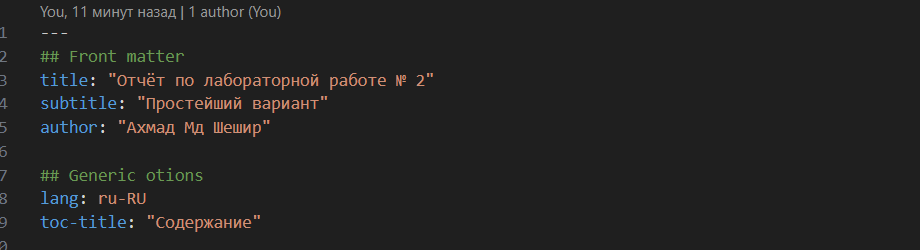 You, 11 минут назад | 1 author (You)
1 ---
2 ## Front matter
3 title: "Отчёт по лабораторной работе № 2"
4 subtitle: "Простейший вариант"
5 author: "Ахмад Мд Шешир"
6
7 ## Generic otions
8 lang: ru-RU
9 toc-title: "Содержание"